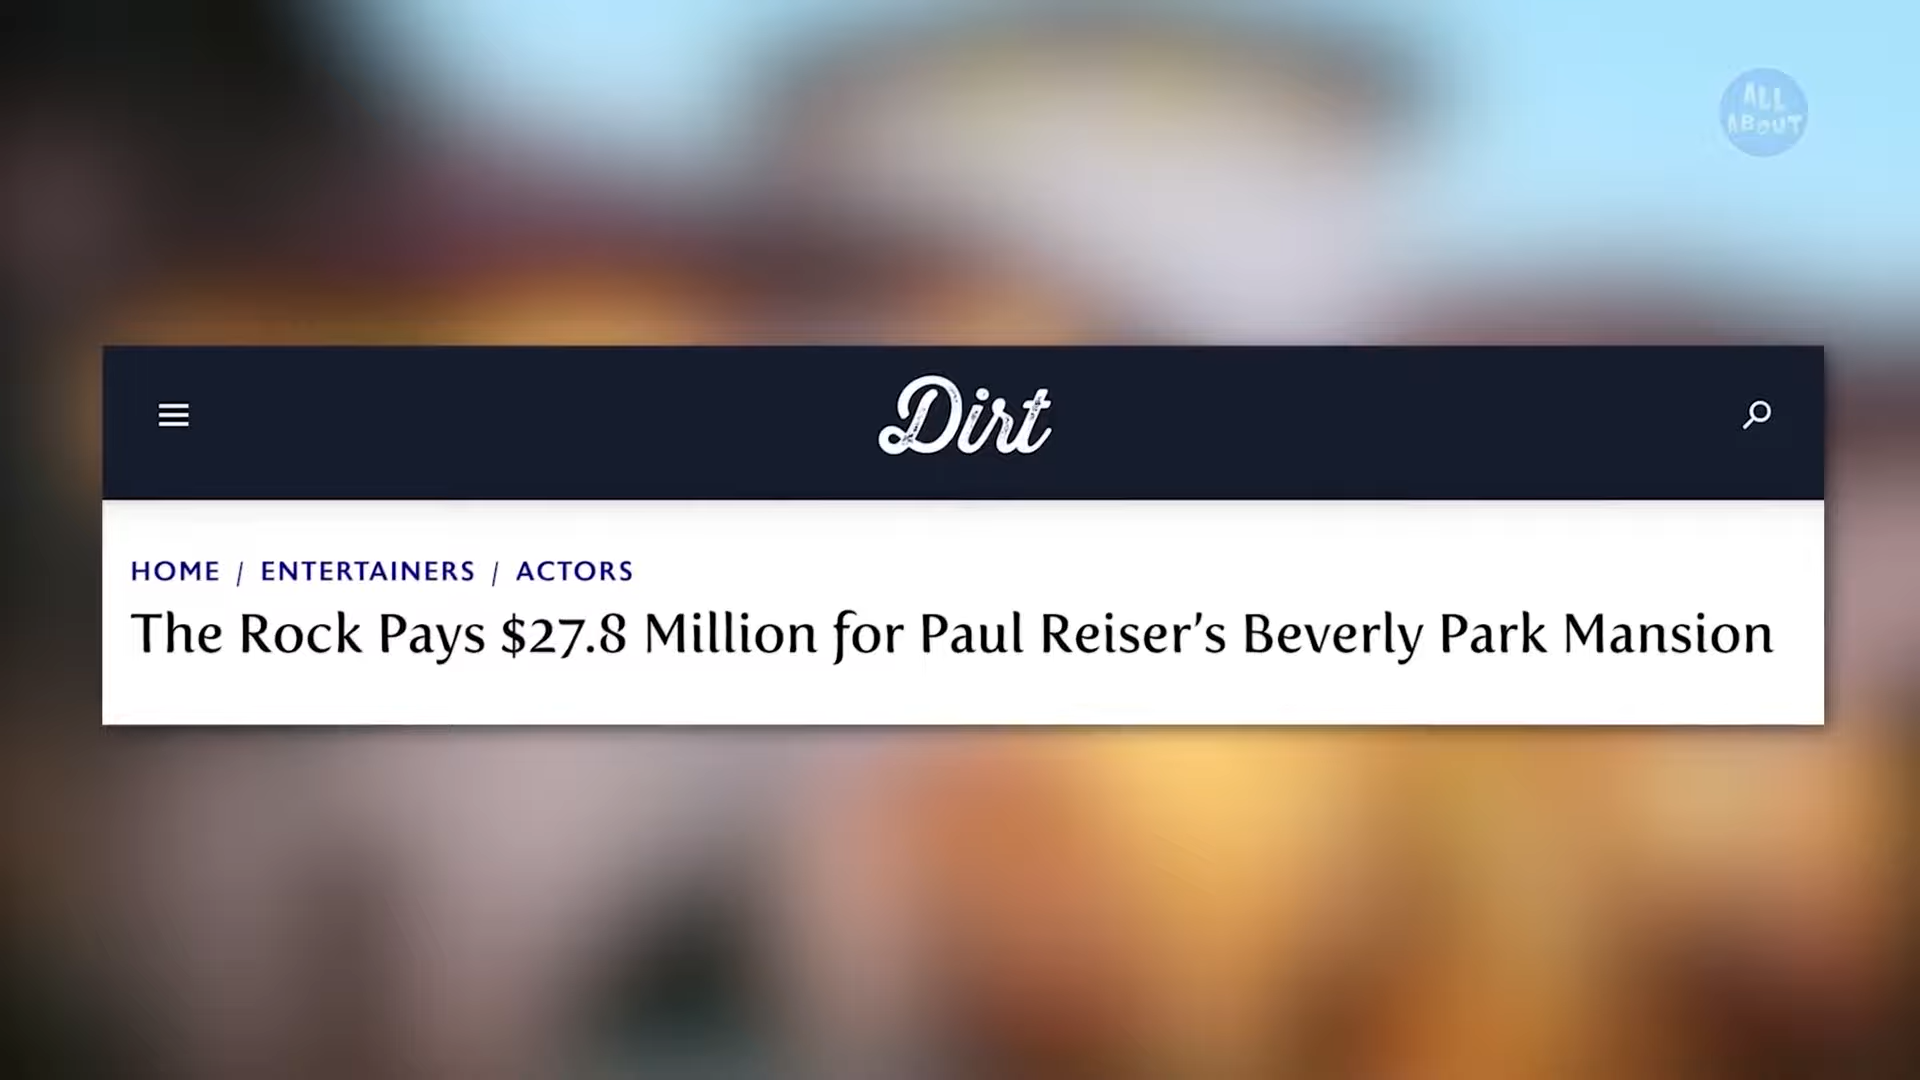 ALL
ABOUT
Dirt
HOME / ENTERTAINERS / ACTORS
The Rock Pays $27.8 Million for Paul Reiser's Beverly Park Mansion